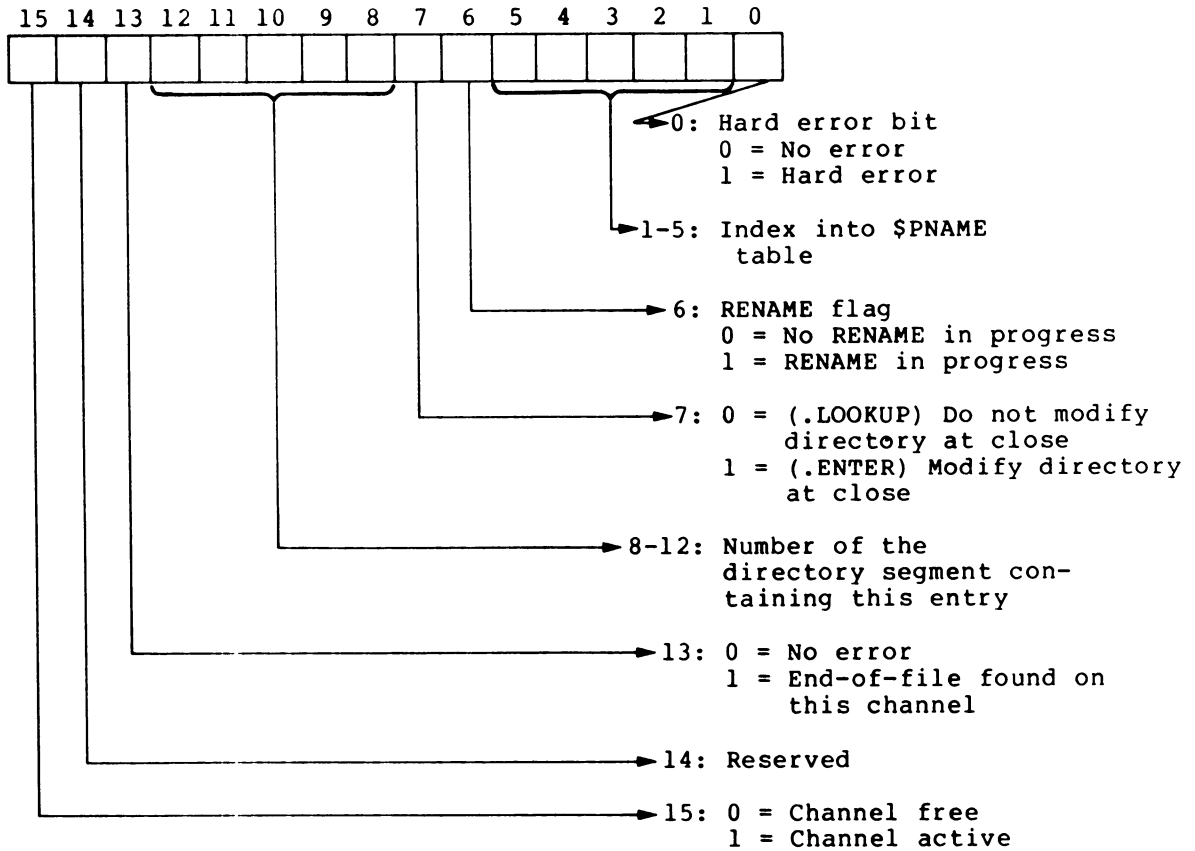 15 14 13 12 11 10 9 8 7 6 5 4 3 2 1 0
0: Hard error bit
0 = No error
1 = Hard error
1-5: Index into $PNAME
table
6: RENAME flag
0 = No RENAME in progress
1 = RENAME in progress
7: 0 = (.LOOKUP) Do not modify
directory at close
1 = (.ENTER) Modify directory
at close
8-12: Number of the
directory segment con-
taining this entry
13: 0 = No error
1 = End-of-file found on
this channel
14: Reserved
15: 0 = Channel free
1 = Channel active